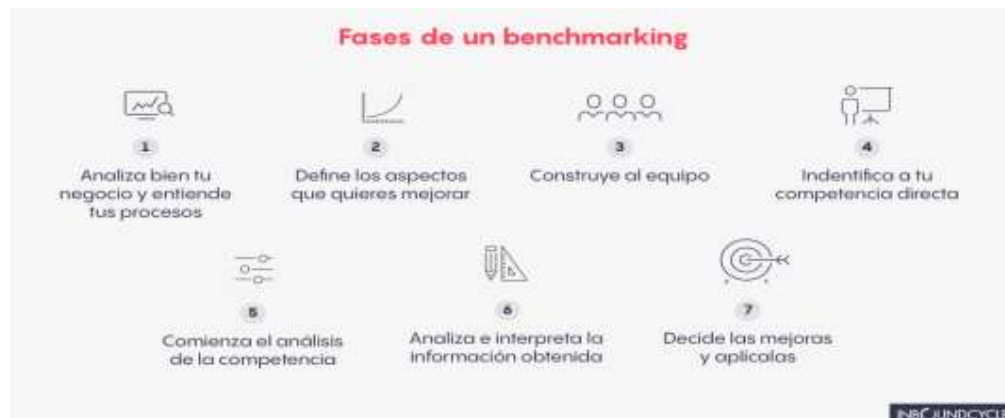 Fases de un benchmarking
1
Analiza bien tu
negocio y entiende
tus procesos
2
Define los aspectos
que quieres mejorar
3
Construye al equipo
4
Indentifica a tu
competencia directa
5
Comienza el análisis
de la competencia
6
Analiza e interpreta la
información obtenida
7
Decide las mejoras
y aplícalas
INBOUNDCYCLE